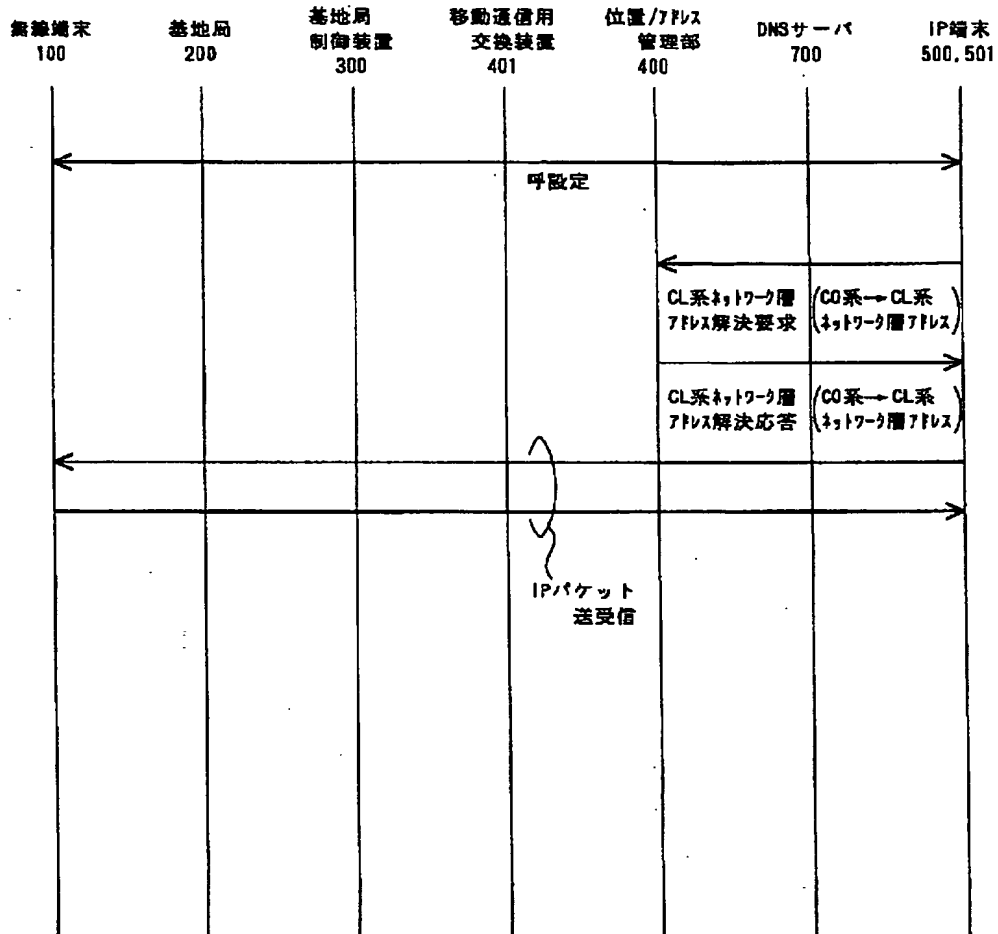 無線端末
100
基地局
200
基地局
制御装置
300
移動通信用
交換装置
401
位置/アドレス
管理部
400
DNSサーバ
700
IP端末
500,501
呼設定
CL系ネットワーク層
アドレス解決要求
(CO系→CL系
ネットワーク層アドレス)
CL系ネットワーク層
アドレス解決応答
(CO系→CL系
ネットワーク層アドレス)
IPパケット
送受信